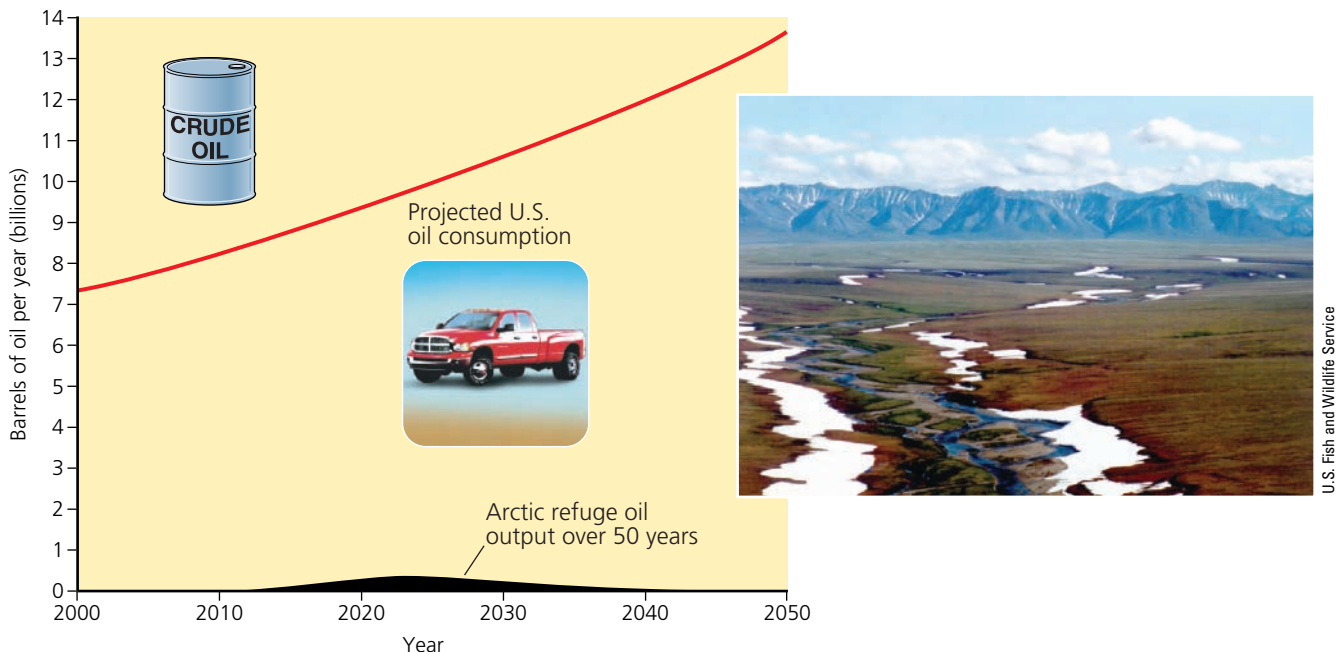 14
13
12
11
10
9
8
7
6
5
4
3
2
1
0
Barrels of oil per year (billions)
CRUDE
OIL
Projected U.S.
oil consumption
Arctic refuge oil
output over 50 years
2000 2010 2020 2030 2040 2050
Year
U.S. Fish and Wildlife Service